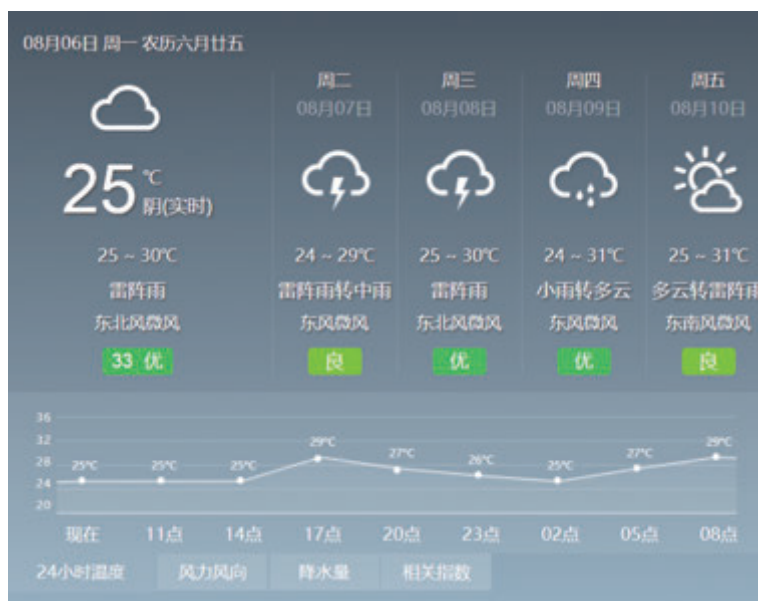 08月06日 周一 农历六月廿五
25 ℃
阴(实时)
25 ~ 30℃
雷阵雨
东北风微风
33 优
周二
08月07日
24 ~ 29℃
雷阵雨转中雨
东风微风
良
周三
08月08日
25 ~ 30℃
雷阵雨
东北风微风
优
周四
08月09日
24 ~ 31℃
小雨转多云
东风微风
优
周五
08月10日
25 ~ 31℃
多云转雷阵雨
东南风微风
良
36
32
28
24
20
25℃ 25℃ 25℃ 29℃ 27℃ 26℃ 25℃ 27℃ 29℃
现在 11点 14点 17点 20点 23点 02点 05点 08点
24小时温度 风力风向 降水量 相关指数